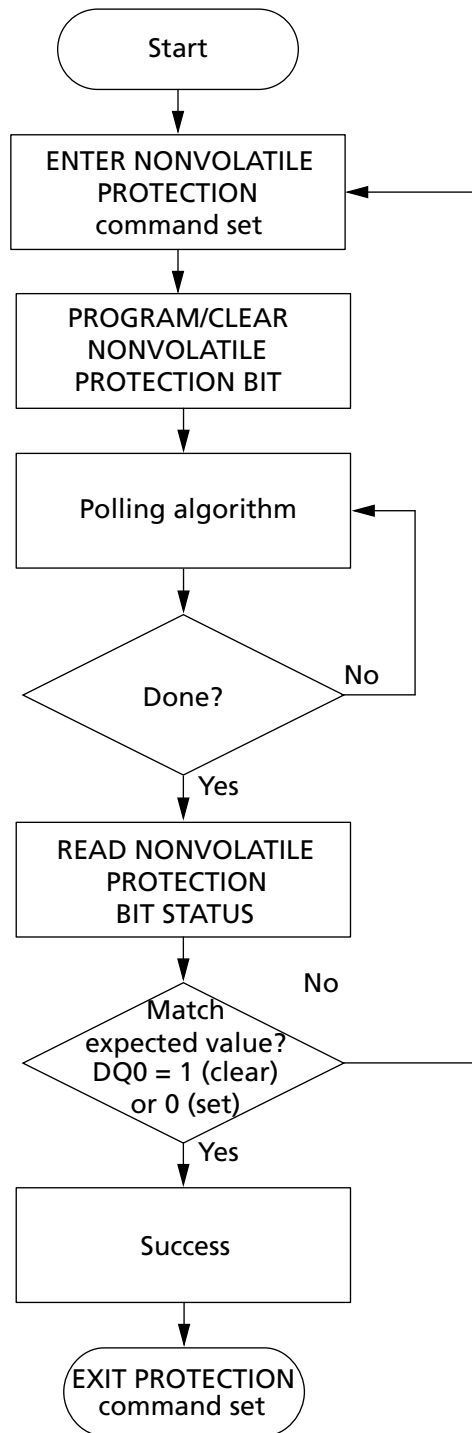 Start
ENTER NONVOLATILE
PROTECTION
command set
PROGRAM/CLEAR
NONVOLATILE
PROTECTION BIT
Polling algorithm
Done?
No
Yes
READ NONVOLATILE
PROTECTION
BIT STATUS
No
Match
expected value?
DQ0 = 1 (clear)
or 0 (set)
Yes
Success
EXIT PROTECTION
command set